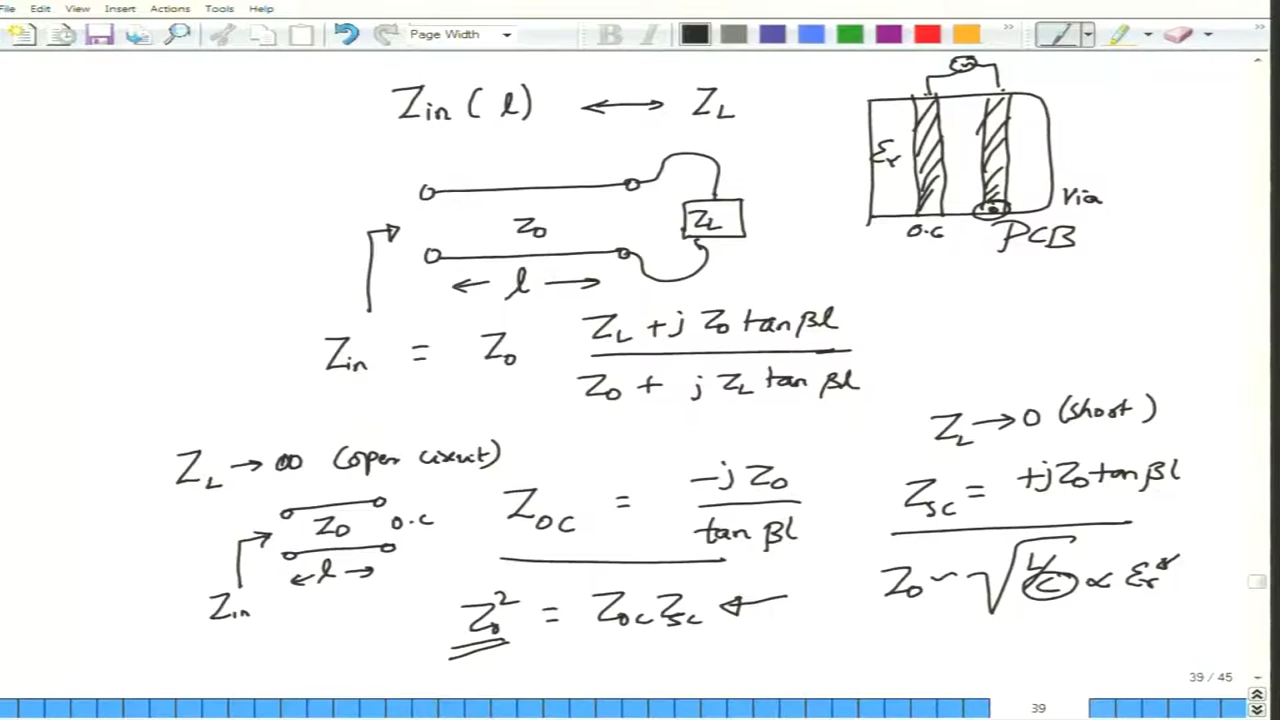 File Edit View Insert Actions Tools Help
Page Width
Zin (l) ⟷ ZL
Z0
ZL
← l →
Zin = Z0 (ZL + j Z0 tan βl) / (Z0 + j ZL tan βl)
εr
o.c
Via
PCB
ZL → ∞ (open circuit)
Z0 o.c
← l →
Zin
ZOC = -j Z0 / tan βl
ZL → 0 (short)
Zsc = +j Z0 tan βl
Z0² = Zoc Zsc ←
Z0 ~ √(L/C) ∝ εr*
39 / 45
39